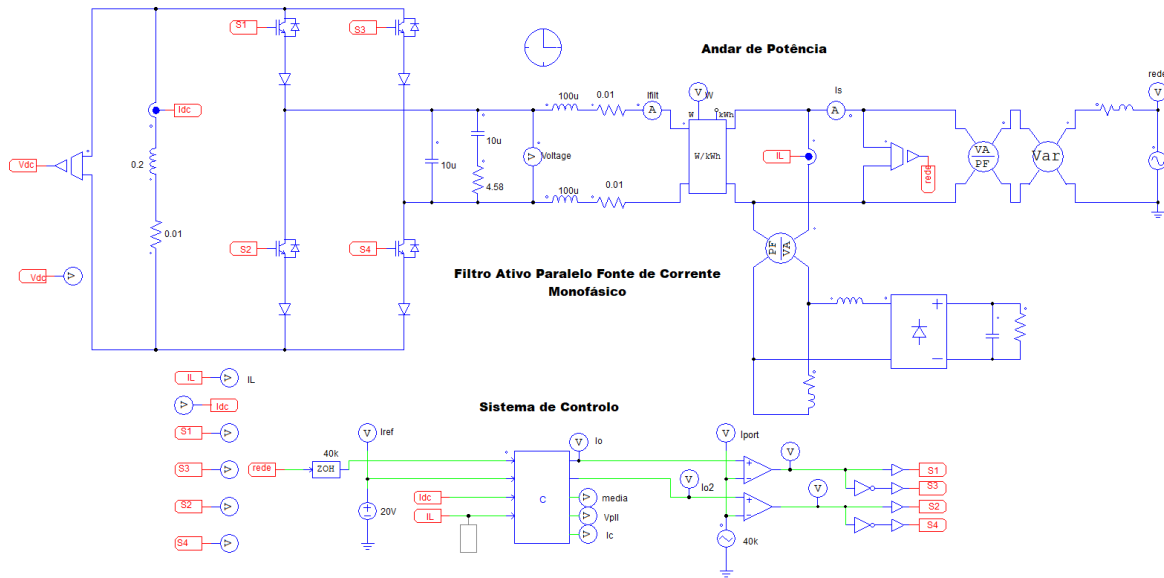 S1
S3
Andar de Potência
rede
V
V
W
Idc
100u
0.01
Ifilt
A
W
kWh
Is
A
Vdc
0.2
10u
10u
Voltage
W/kWh
IL
rede
VA
PF
Var
4.58
100u
0.01
0.01
S2
S4
PF
VA
Vdc
Filtro Ativo Paralelo Fonte de Corrente
Monofásico
IL
IL
Idc
Sistema de Controlo
S1
Iref
V
V
Io
V
Iport
V
S3
rede
40k
ZOH
V
Io2
V
S1
S3
S2
20V
Idc
C
media
S2
IL
Vpll
S4
S4
Ic
40k